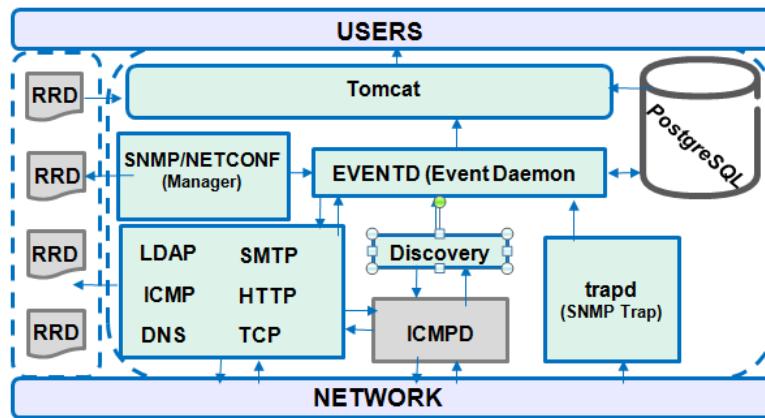 USERS
RRD
Tomcat
PostgreSQL
RRD
SNMP/NETCONF
(Manager)
EVENTD (Event Daemon
RRD
LDAP SMTP
ICMP HTTP
DNS TCP
Discovery
ICMPD
trapd
(SNMP Trap)
RRD
NETWORK